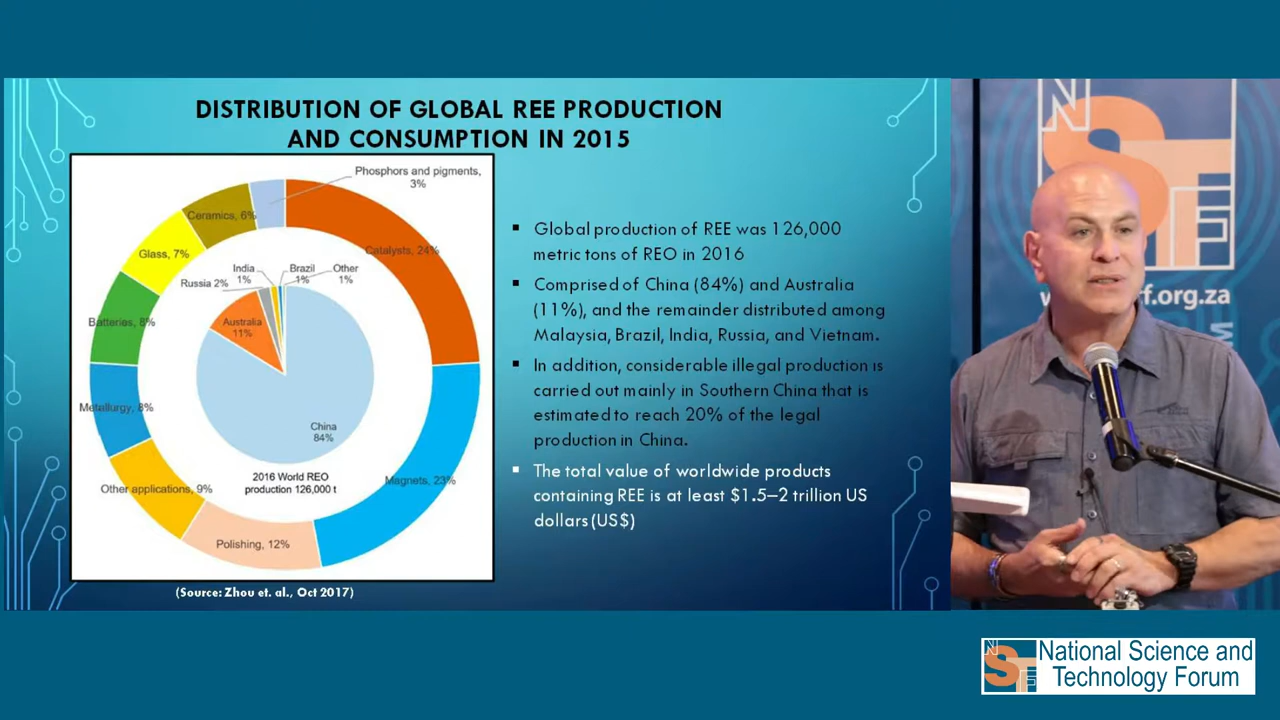 DISTRIBUTION OF GLOBAL REE PRODUCTION
AND CONSUMPTION IN 2015
Phosphors and pigments,
3%
Ceramics, 6%
Catalysts, 24%
Glass, 7%
India
1%
Brazil
1%
Other
1%
Russia 2%
Australia
11%
Batteries, 8%
Metallurgy, 8%
China
84%
2016 World REO
production 126,000 t
Magnets, 23%
Other applications, 9%
Polishing, 12%
(Source: Zhou et. al., Oct 2017)
▪ Global production of REE was 126,000
metric tons of REO in 2016
▪ Comprised of China (84%) and Australia
(11%), and the remainder distributed among
Malaysia, Brazil, India, Russia, and Vietnam.
▪ In addition, considerable illegal production is
carried out mainly in Southern China that is
estimated to reach 20% of the legal
production in China.
▪ The total value of worldwide products
containing REE is at least $1.5–2 trillion US
dollars (US$)
NSTF
rf.org.za
NSTF
National Science and
Technology Forum